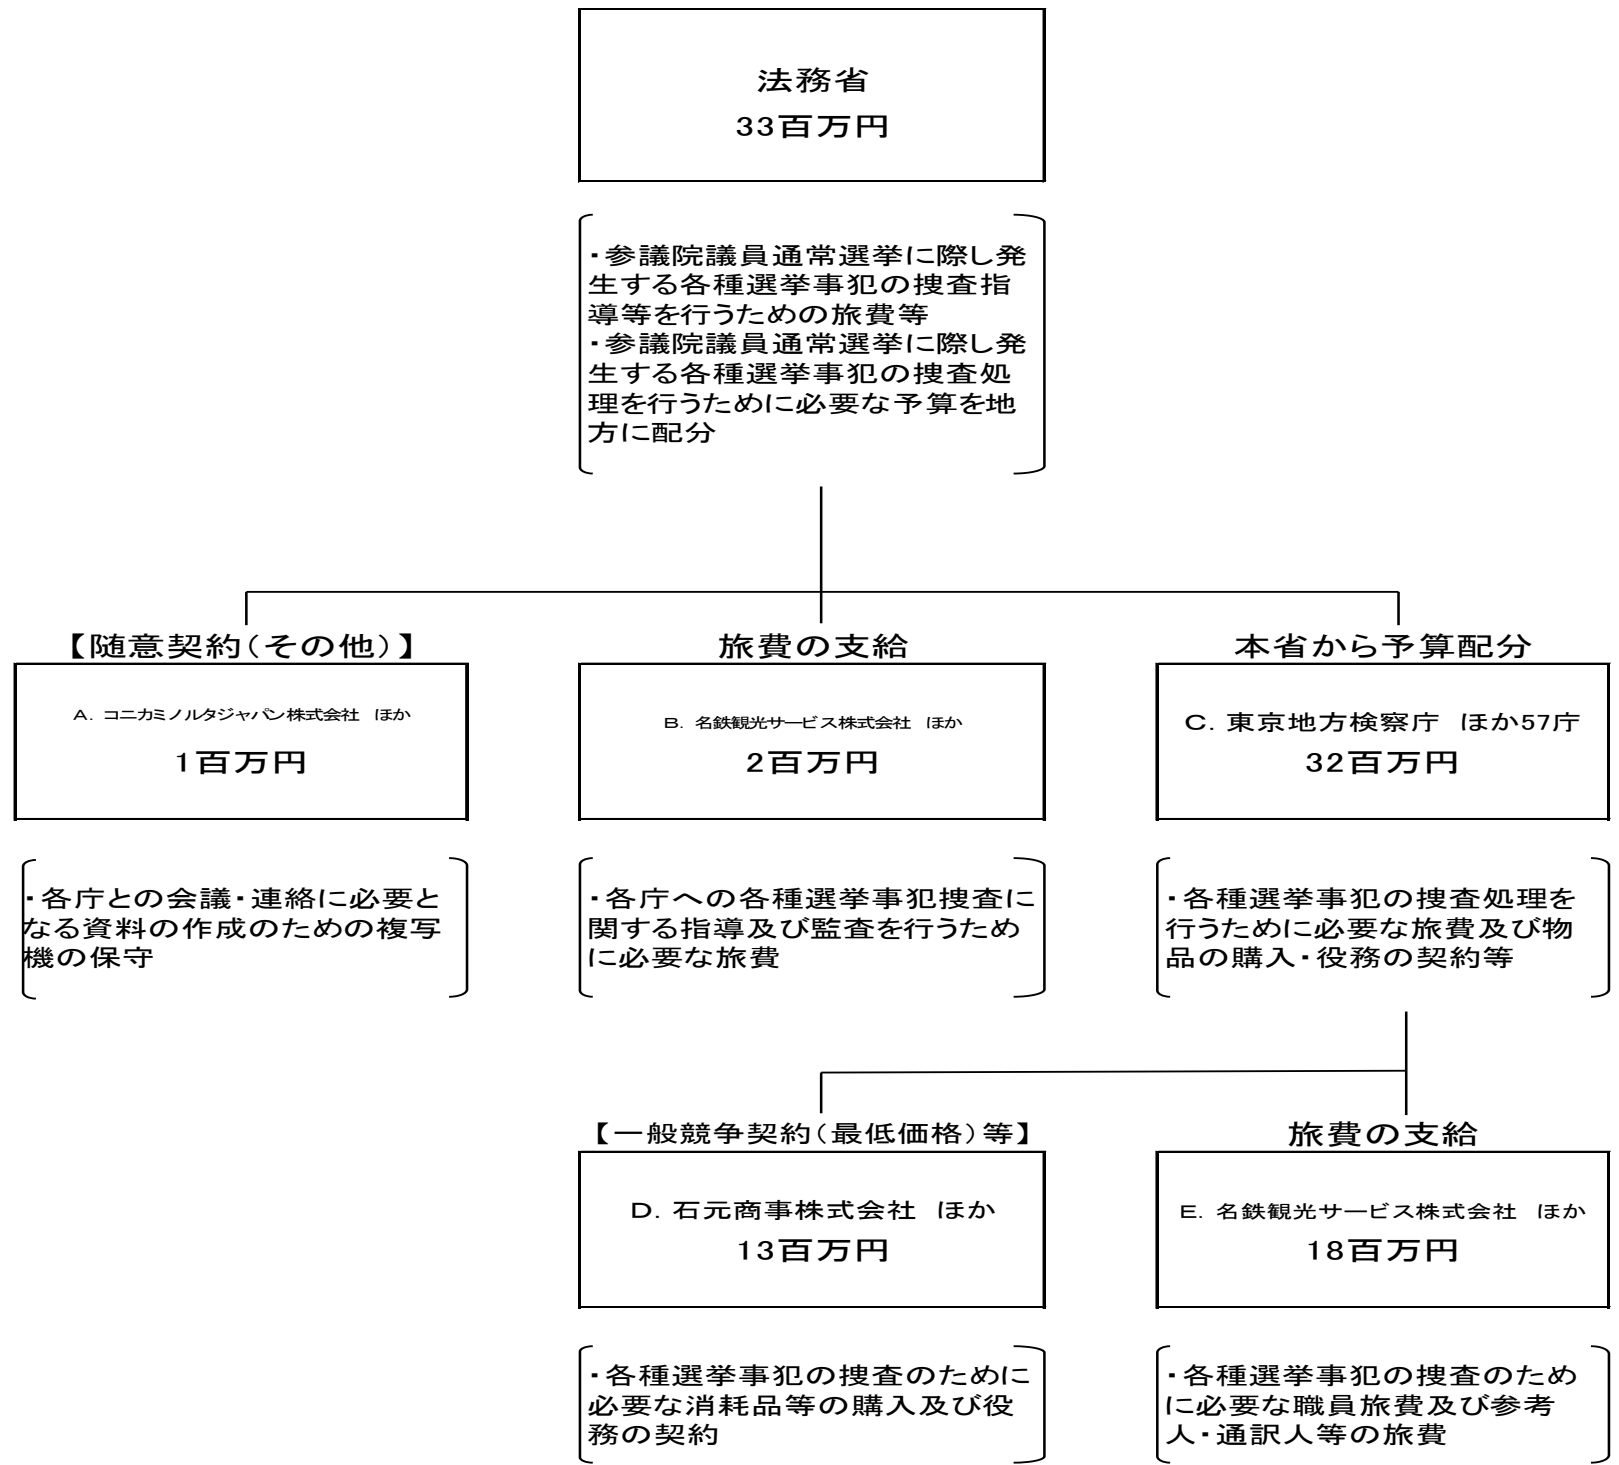 法務省
33百万円
・参議院議員通常選挙に際し発
生する各種選挙事犯の捜査指
導等を行うための旅費等
・参議院議員通常選挙に際し発
生する各種選挙事犯の捜査処
理を行うために必要な予算を地
方に配分
【随意契約（その他）】
A. コニカミノルタジャパン株式会社　ほか
1百万円
・各庁との会議・連絡に必要と
なる資料の作成のための複写
機の保守
旅費の支給
B. 名鉄観光サービス株式会社　ほか
2百万円
・各庁への各種選挙事犯捜査に
関する指導及び監査を行うため
に必要な旅費
本省から予算配分
C. 東京地方検察庁　ほか57庁
32百万円
・各種選挙事犯の捜査処理を
行うために必要な旅費及び物
品の購入・役務の契約等
【一般競争契約（最低価格）等】
D. 石元商事株式会社　ほか
13百万円
・各種選挙事犯の捜査のために
必要な消耗品等の購入及び役
務の契約
旅費の支給
E. 名鉄観光サービス株式会社　ほか
18百万円
・各種選挙事犯の捜査のため
に必要な職員旅費及び参考
人・通訳人等の旅費